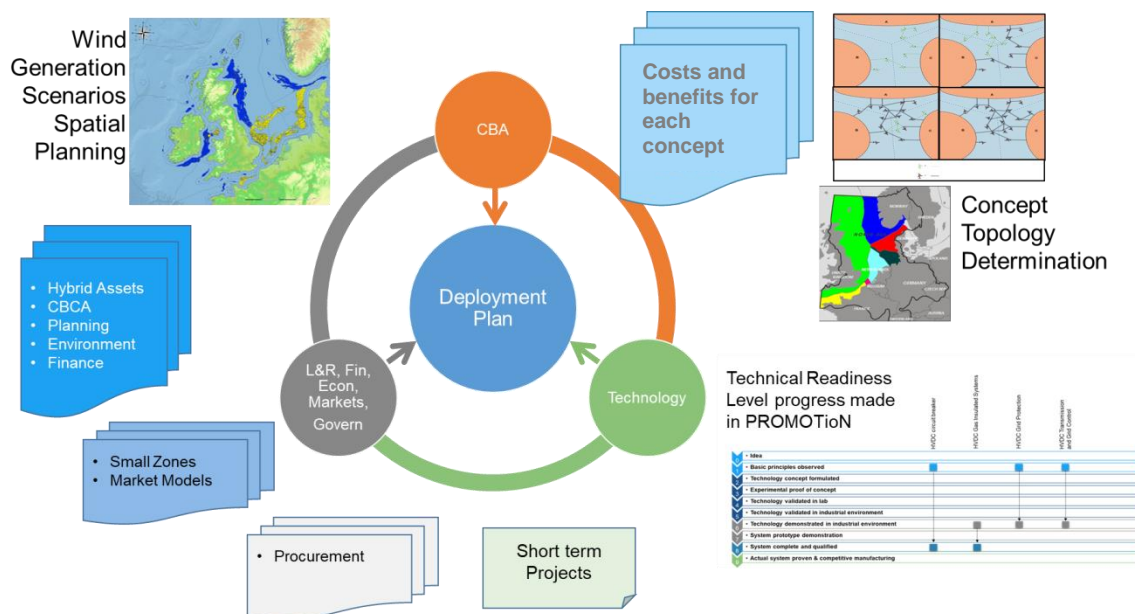 Wind
Generation
Scenarios
Spatial
Planning
CBA
Costs and
benefits for
each
concept
Concept
Topology
Determination
• Hybrid Assets
• CBCA
• Planning
• Environment
• Finance
Deployment
Plan
L&R, Fin,
Econ,
Markets,
Govern
Technology
• Small Zones
• Market Models
• Procurement
Short term
Projects
Technical Readiness
Level progress made
in PROMOTioN
HVDC circuit breaker
HVDC Gas Insulated Systems
HVDC Grid Protection
HVDC Transmission
and Grid Control
• Idea
• Basic principles observed
• Technology concept formulated
• Experimental proof of concept
• Technology validated in lab
• Technology validated in industrial environment
• Technology demonstrated in industrial environment
• System prototype demonstration
• System complete and qualified
• Actual system proven & competitive manufacturing